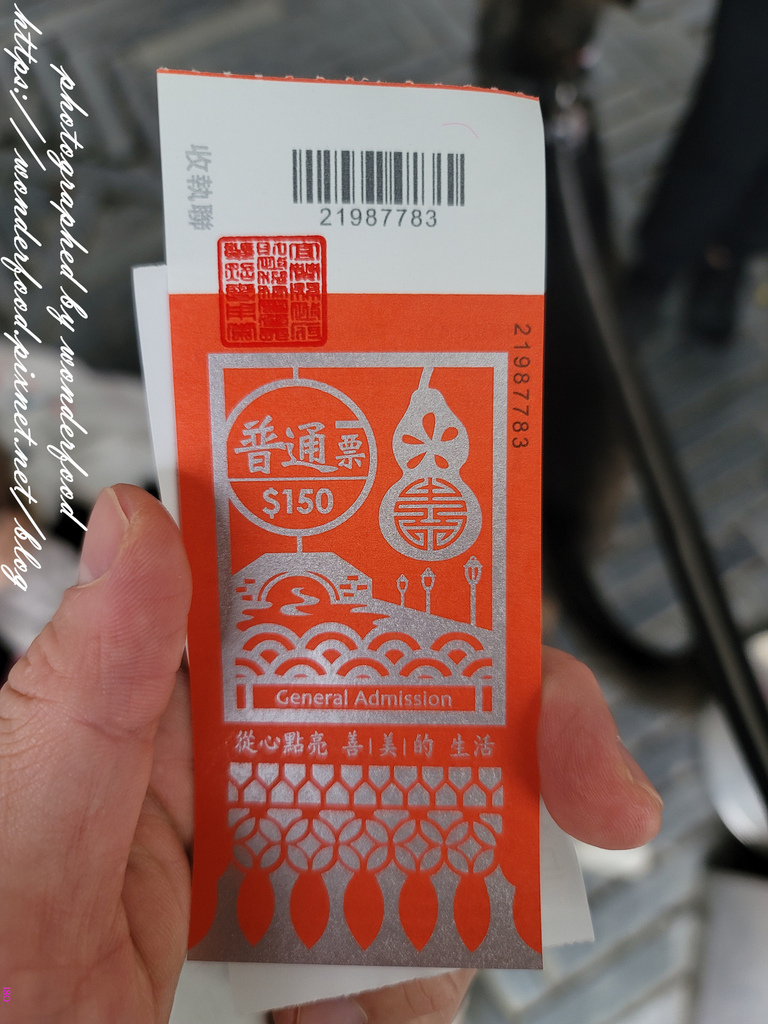 photographed by wonderfood
https://wonderfood.pixnet.net/blog
收執聯
21987783
21987783
普通票
$150
General Admission
從心點亮 善|美|的 生活